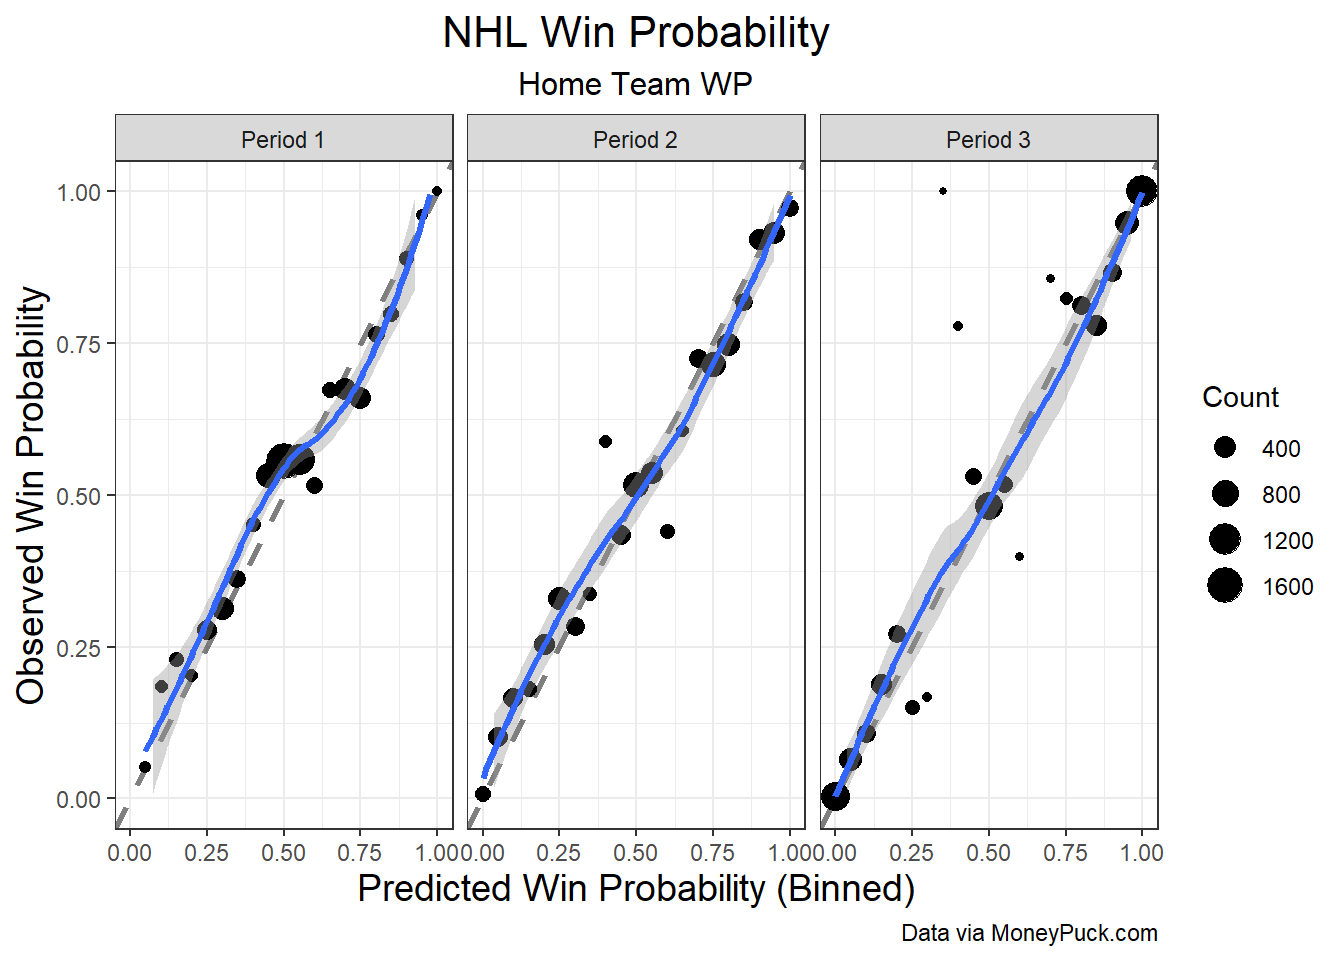 NHL Win Probability
Home Team WP
Period 1 Period 2 Period 3
Observed Win Probability
1.00
0.75
0.50
0.25
0.00
0.00 0.25 0.50 0.75 1.00 0.00 0.25 0.50 0.75 1.00 0.00 0.25 0.50 0.75 1.00
Predicted Win Probability (Binned)
Count
400
800
1200
1600
Data via MoneyPuck.com